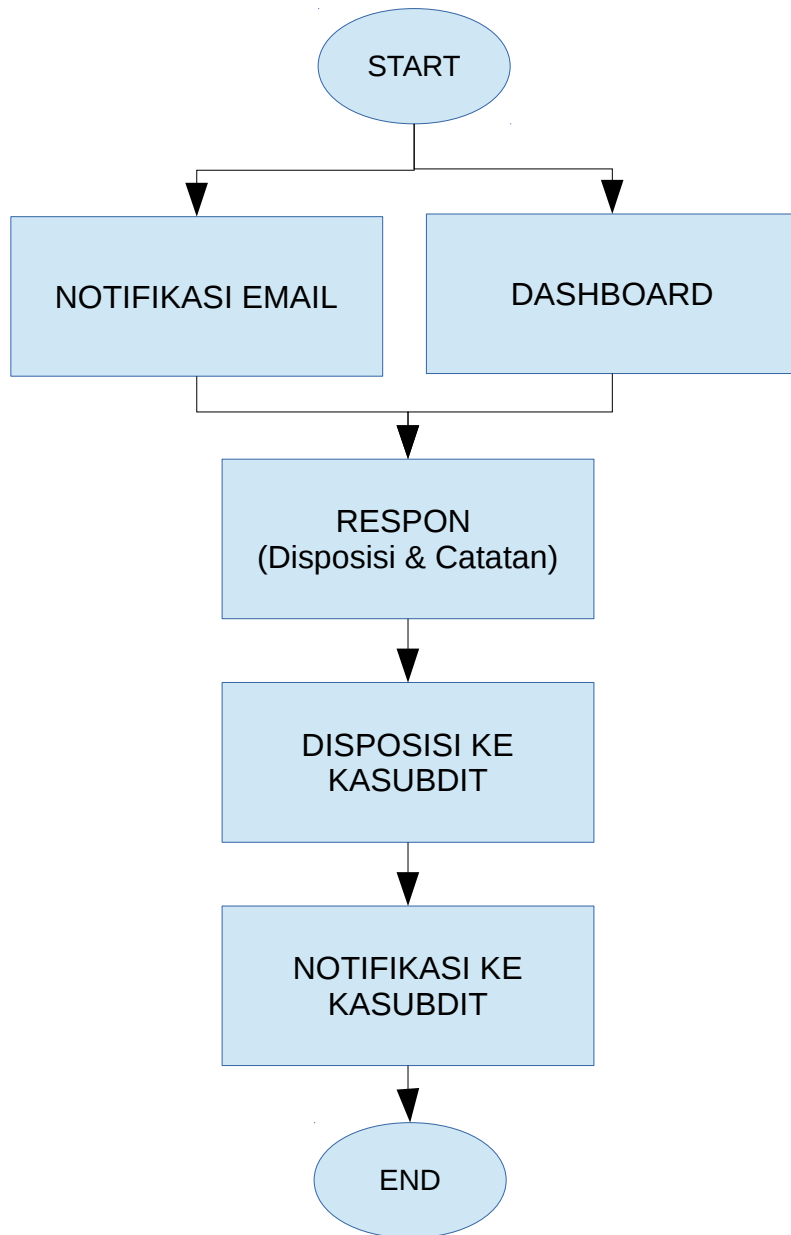 START
NOTIFIKASI EMAIL
DASHBOARD
RESPON
(Disposisi & Catatan)
DISPOSISI KE
KASUBDIT
NOTIFIKASI KE
KASUBDIT
END